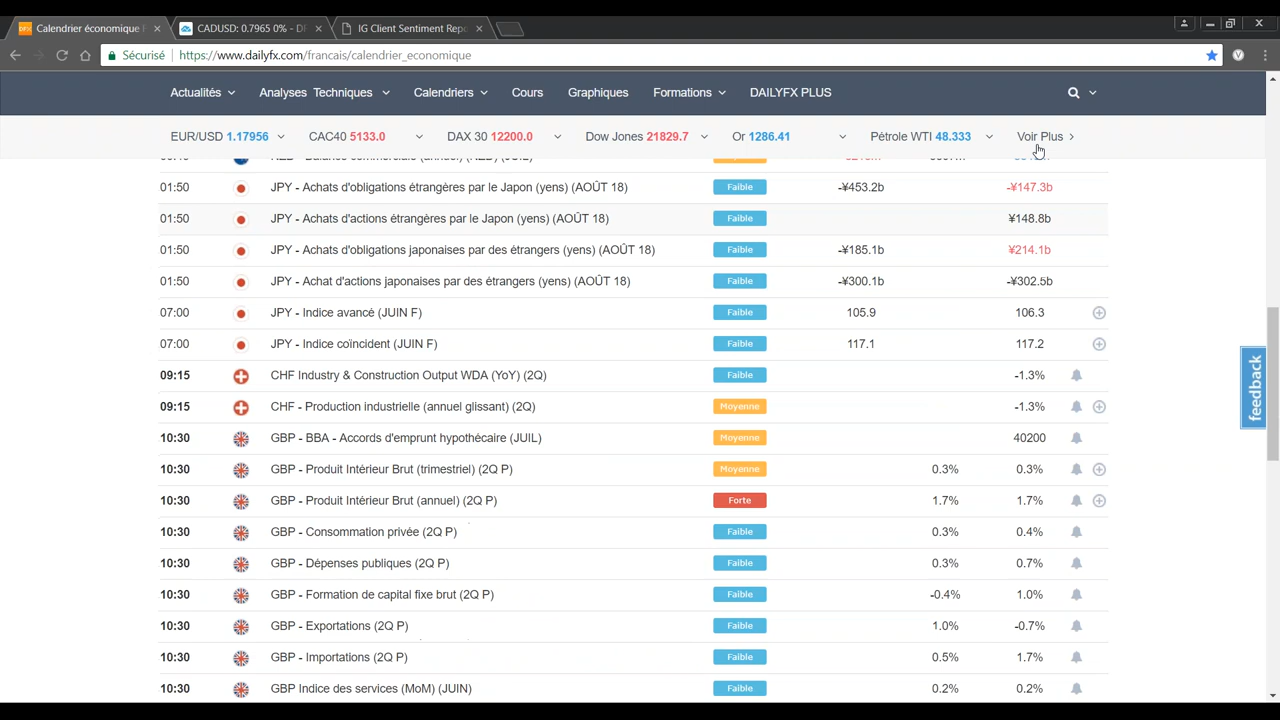 Calendrier économique
CADUSD: 0.7965 0% - D
IG Client Sentiment Repo
Sécurisé https://www.dailyfx.com/francais/calendrier_economique
Actualités Analyses Techniques Calendriers Cours Graphiques Formations DAILYFX PLUS
EUR/USD 1.17956 CAC40 5133.0 DAX 30 12200.0 Dow Jones 21829.7 Or 1286.41 Pétrole WTI 48.333 Voir Plus
01:50 JPY - Achats d'obligations étrangères par le Japon (yens) (AOÛT 18) Faible -¥453.2b -¥147.3b
01:50 JPY - Achats d'actions étrangères par le Japon (yens) (AOÛT 18) Faible ¥148.8b
01:50 JPY - Achats d'obligations japonaises par des étrangers (yens) (AOÛT 18) Faible -¥185.1b ¥214.1b
01:50 JPY - Achat d'actions japonaises par des étrangers (yens) (AOÛT 18) Faible -¥300.1b -¥302.5b
07:00 JPY - Indice avancé (JUIN F) Faible 105.9 106.3
07:00 JPY - Indice coïncident (JUIN F) Faible 117.1 117.2
09:15 CHF Industry & Construction Output WDA (YoY) (2Q) Faible -1.3%
09:15 CHF - Production industrielle (annuel glissant) (2Q) Moyenne -1.3%
10:30 GBP - BBA - Accords d'emprunt hypothécaire (JUIL) Moyenne 40200
10:30 GBP - Produit Intérieur Brut (trimestriel) (2Q P) Moyenne 0.3% 0.3%
10:30 GBP - Produit Intérieur Brut (annuel) (2Q P) Forte 1.7% 1.7%
10:30 GBP - Consommation privée (2Q P) Faible 0.3% 0.4%
10:30 GBP - Dépenses publiques (2Q P) Faible 0.3% 0.7%
10:30 GBP - Formation de capital fixe brut (2Q P) Faible -0.4% 1.0%
10:30 GBP - Exportations (2Q P) Faible 1.0% -0.7%
10:30 GBP - Importations (2Q P) Faible 0.5% 1.7%
10:30 GBP Indice des services (MoM) (JUIN) Faible 0.2% 0.2%
feedback